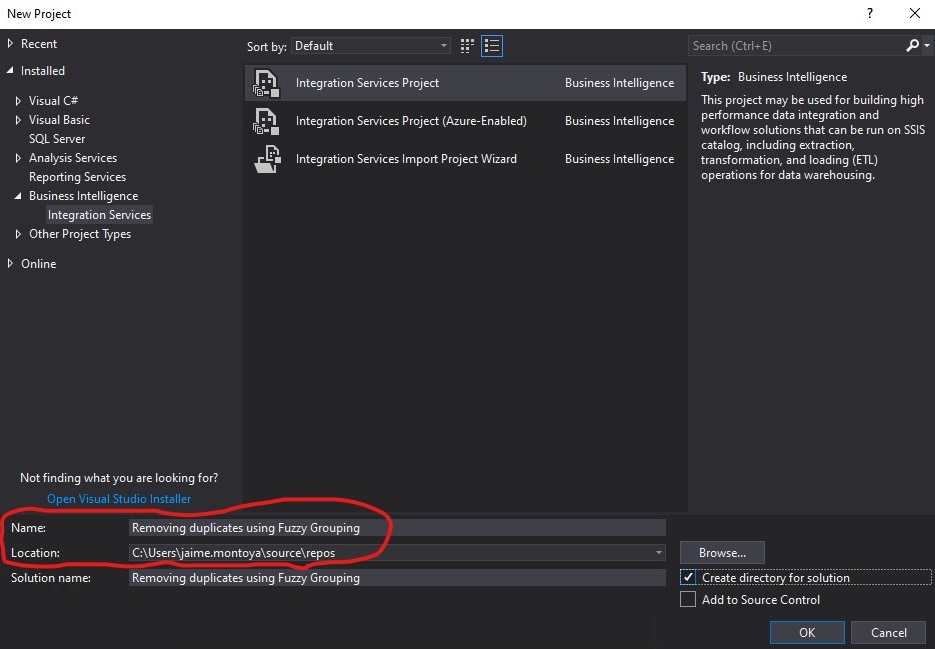 New Project
?
Recent
Installed
Visual C#
Visual Basic
SQL Server
Analysis Services
Reporting Services
Business Intelligence
Integration Services
Other Project Types
Online
Not finding what you are looking for?
Open Visual Studio Installer
Sort by: Default
Integration Services Project Business Intelligence
Integration Services Project (Azure-Enabled) Business Intelligence
Integration Services Import Project Wizard Business Intelligence
Search (Ctrl+E)
Type: Business Intelligence
This project may be used for building high
performance data integration and
workflow solutions that can be run on SSIS
catalog, including extraction,
transformation, and loading (ETL)
operations for data warehousing.
Name: Removing duplicates using Fuzzy Grouping
Location: C:\Users\jaime.montoya\source\repos
Browse...
Solution name: Removing duplicates using Fuzzy Grouping
Create directory for solution
Add to Source Control
OK Cancel